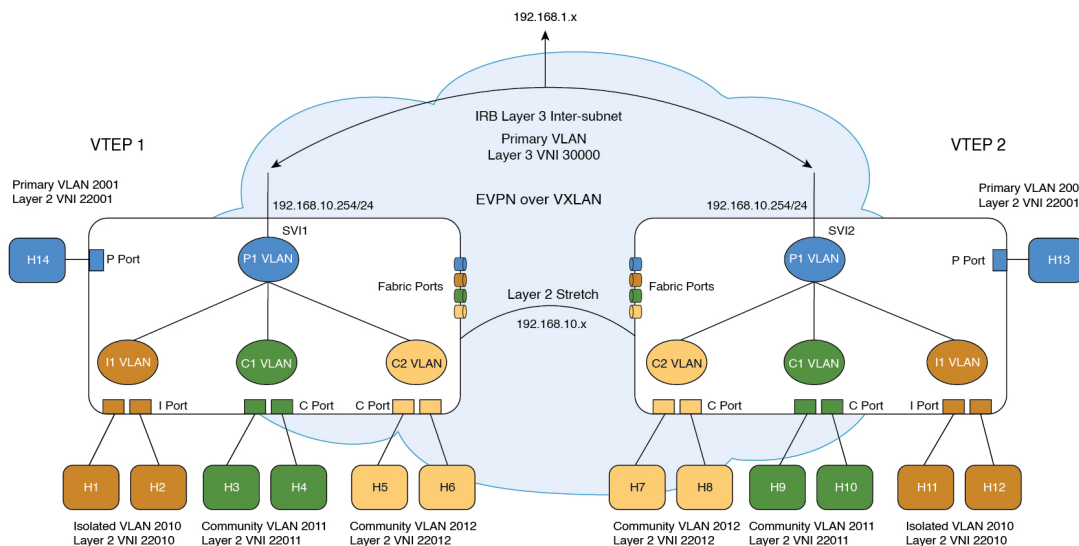 192.168.1.x
IRB Layer 3 Inter-subnet
Primary VLAN
Layer 3 VNI 30000
VTEP 1
VTEP 2
Primary VLAN 2001
Layer 2 VNI 22001
Primary VLAN 200
Layer 2 VNI 22001
192.168.10.254/24
EVPN over VXLAN
192.168.10.254/24
SVI1
SVI2
H14
P Port
P1 VLAN
P1 VLAN
P Port
H13
Fabric Ports
Fabric Ports
Layer 2 Stretch
192.168.10.x
I1 VLAN
C1 VLAN
C2 VLAN
C2 VLAN
C1 VLAN
I1 VLAN
I Port
C Port
C Port
C Port
C Port
I Port
H1
H2
H3
H4
H5
H6
H7
H8
H9
H10
H11
H12
Isolated VLAN 2010
Layer 2 VNI 22010
Community VLAN 2011
Layer 2 VNI 22011
Community VLAN 2012
Layer 2 VNI 22012
Community VLAN 2012
Layer 2 VNI 22012
Community VLAN 2011
Layer 2 VNI 22011
Isolated VLAN 2010
Layer 2 VNI 22010